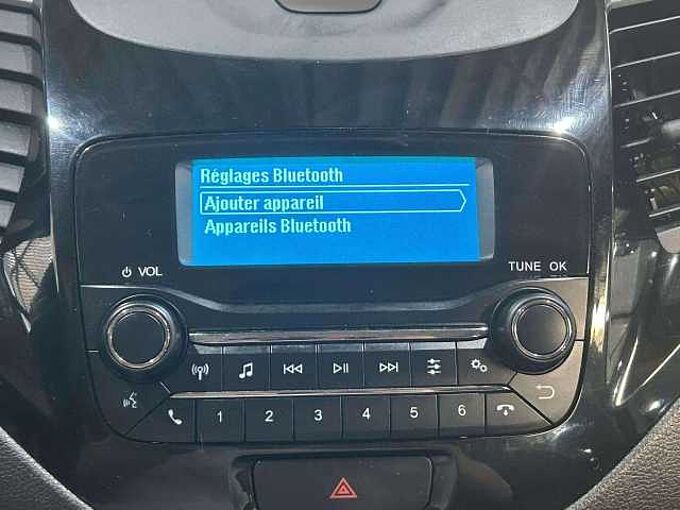 Réglages Bluetooth
Ajouter appareil
Appareils Bluetooth
VOL
TUNE OK
1 2 3 4 5 6